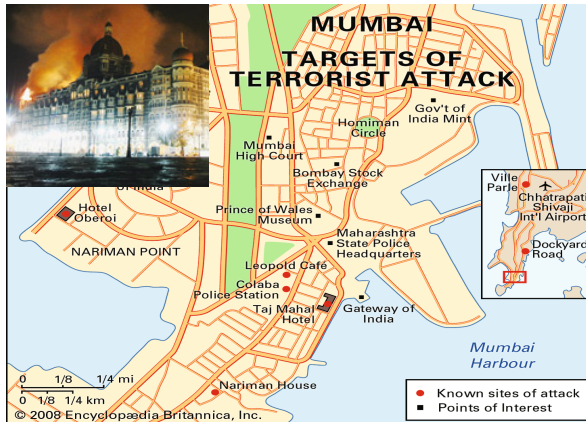 MUMBAI
TARGETS OF
TERRORIST ATTACK
Gov't of
India Mint
Horniman
Circle
Mumbai
High Court
Bombay Stock
Exchange
Ville
Parle
Chhatrapati
Shivaji
Int'l Airport
Hotel
Oberoi
Prince of Wales
Museum
Maharashtra
State Police
Headquarters
Dockyard
Road
NARIMAN POINT
Leopold Café
Colaba
Police Station
Taj Mahal
Hotel
Gateway of
India
Mumbai
Harbour
0 1/8 1/4 mi
0 1/8 1/4 km
Nariman House
Known sites of attack
Points of Interest
© 2008 Encyclopædia Britannica, Inc.